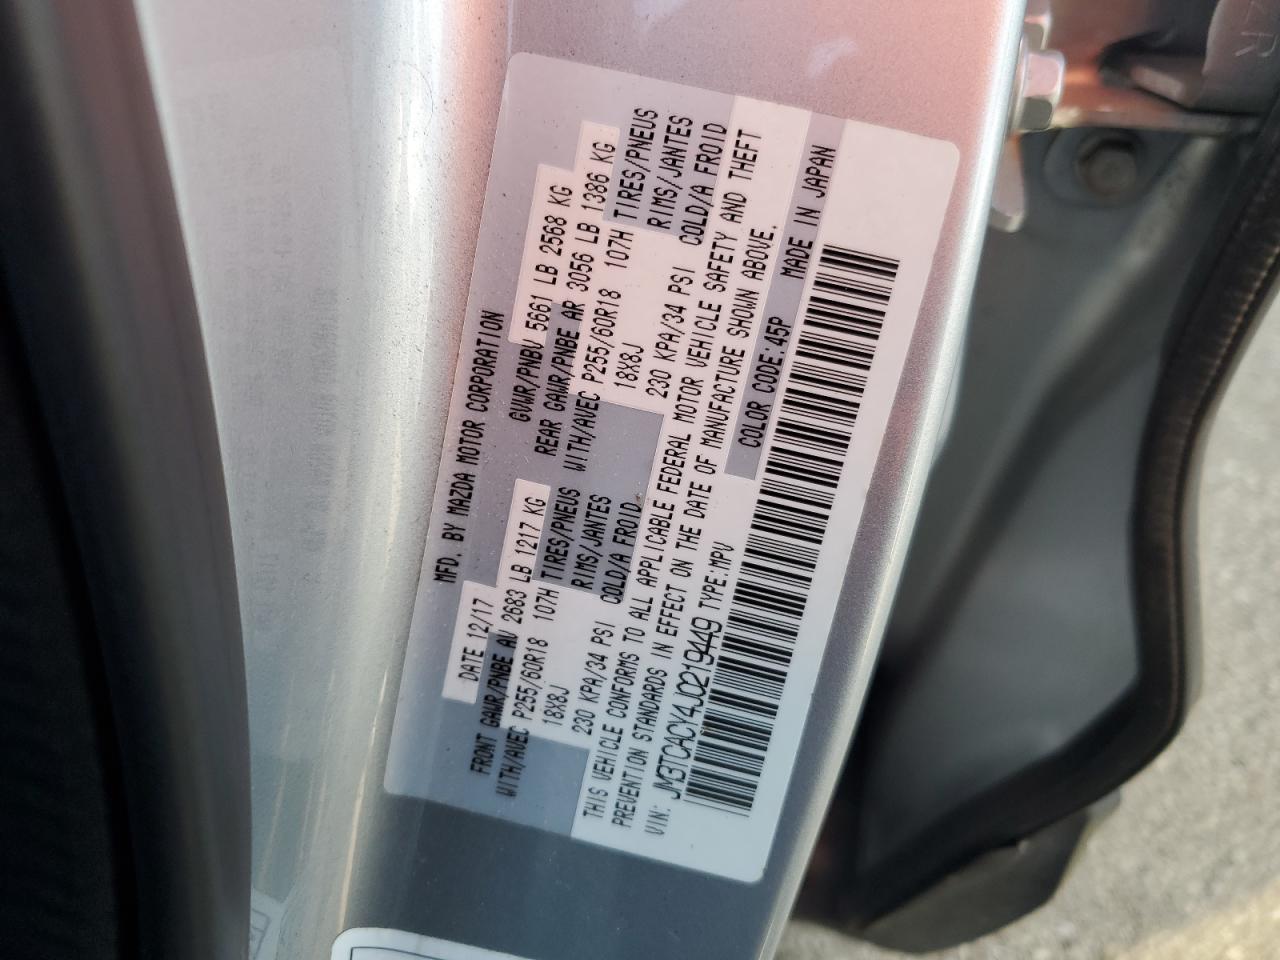 MFD. BY MAZDA MOTOR CORPORATION
DATE 12/17 GVWR/PNBV 5661 LB 2568 KG
FRONT GAWR/PNBE AV 2683 LB 1217 KG REAR GAWR/PNBE AR 3056 LB 1386 KG
WITH/AVEC P255/60R18 107H TIRES/PNEUS WITH/AVEC P255/60R18 107H TIRES/PNEUS
18X8J RIMS/JANTES 18X8J RIMS/JANTES
230 KPA/34 PSI COLD/A FROID 230 KPA/34 PSI COLD/A FROID
THIS VEHICLE CONFORMS TO ALL APPLICABLE FEDERAL MOTOR VEHICLE SAFETY AND THEFT
PREVENTION STANDARDS IN EFFECT ON THE DATE OF MANUFACTURE SHOWN ABOVE.
VIN: JM3TCACY4J0219449 TYPE:MPV COLOR CODE:45P MADE IN JAPAN